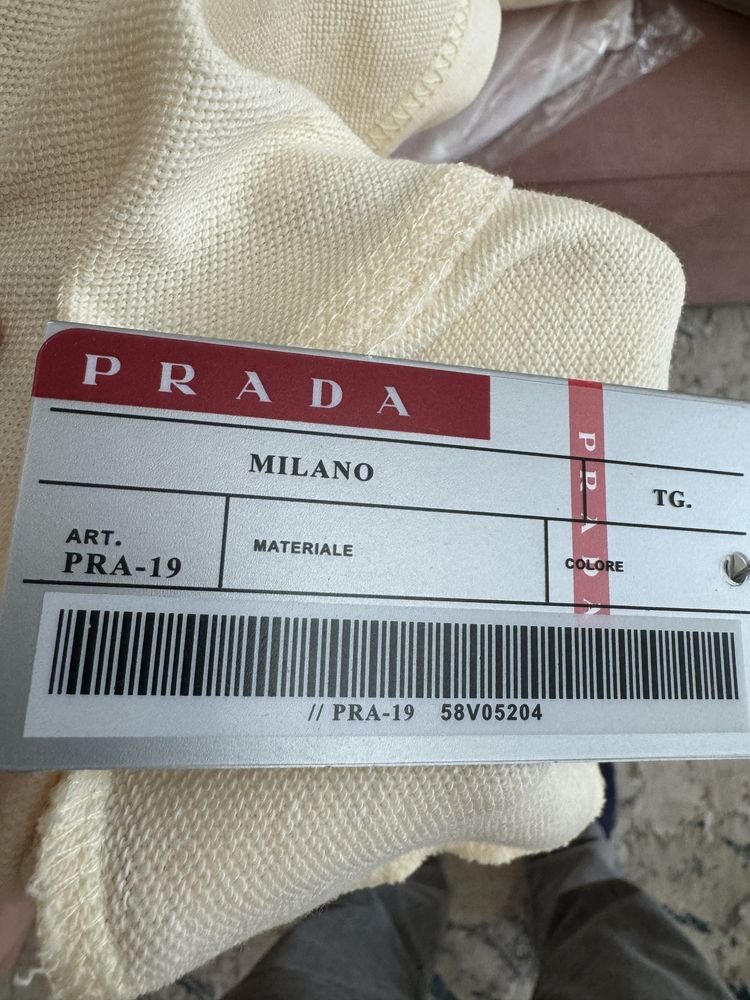 PRADA
MILANO
TG.
PRADA
ART.
PRA-19
MATERIALE
COLORE
// PRA-19 58V05204